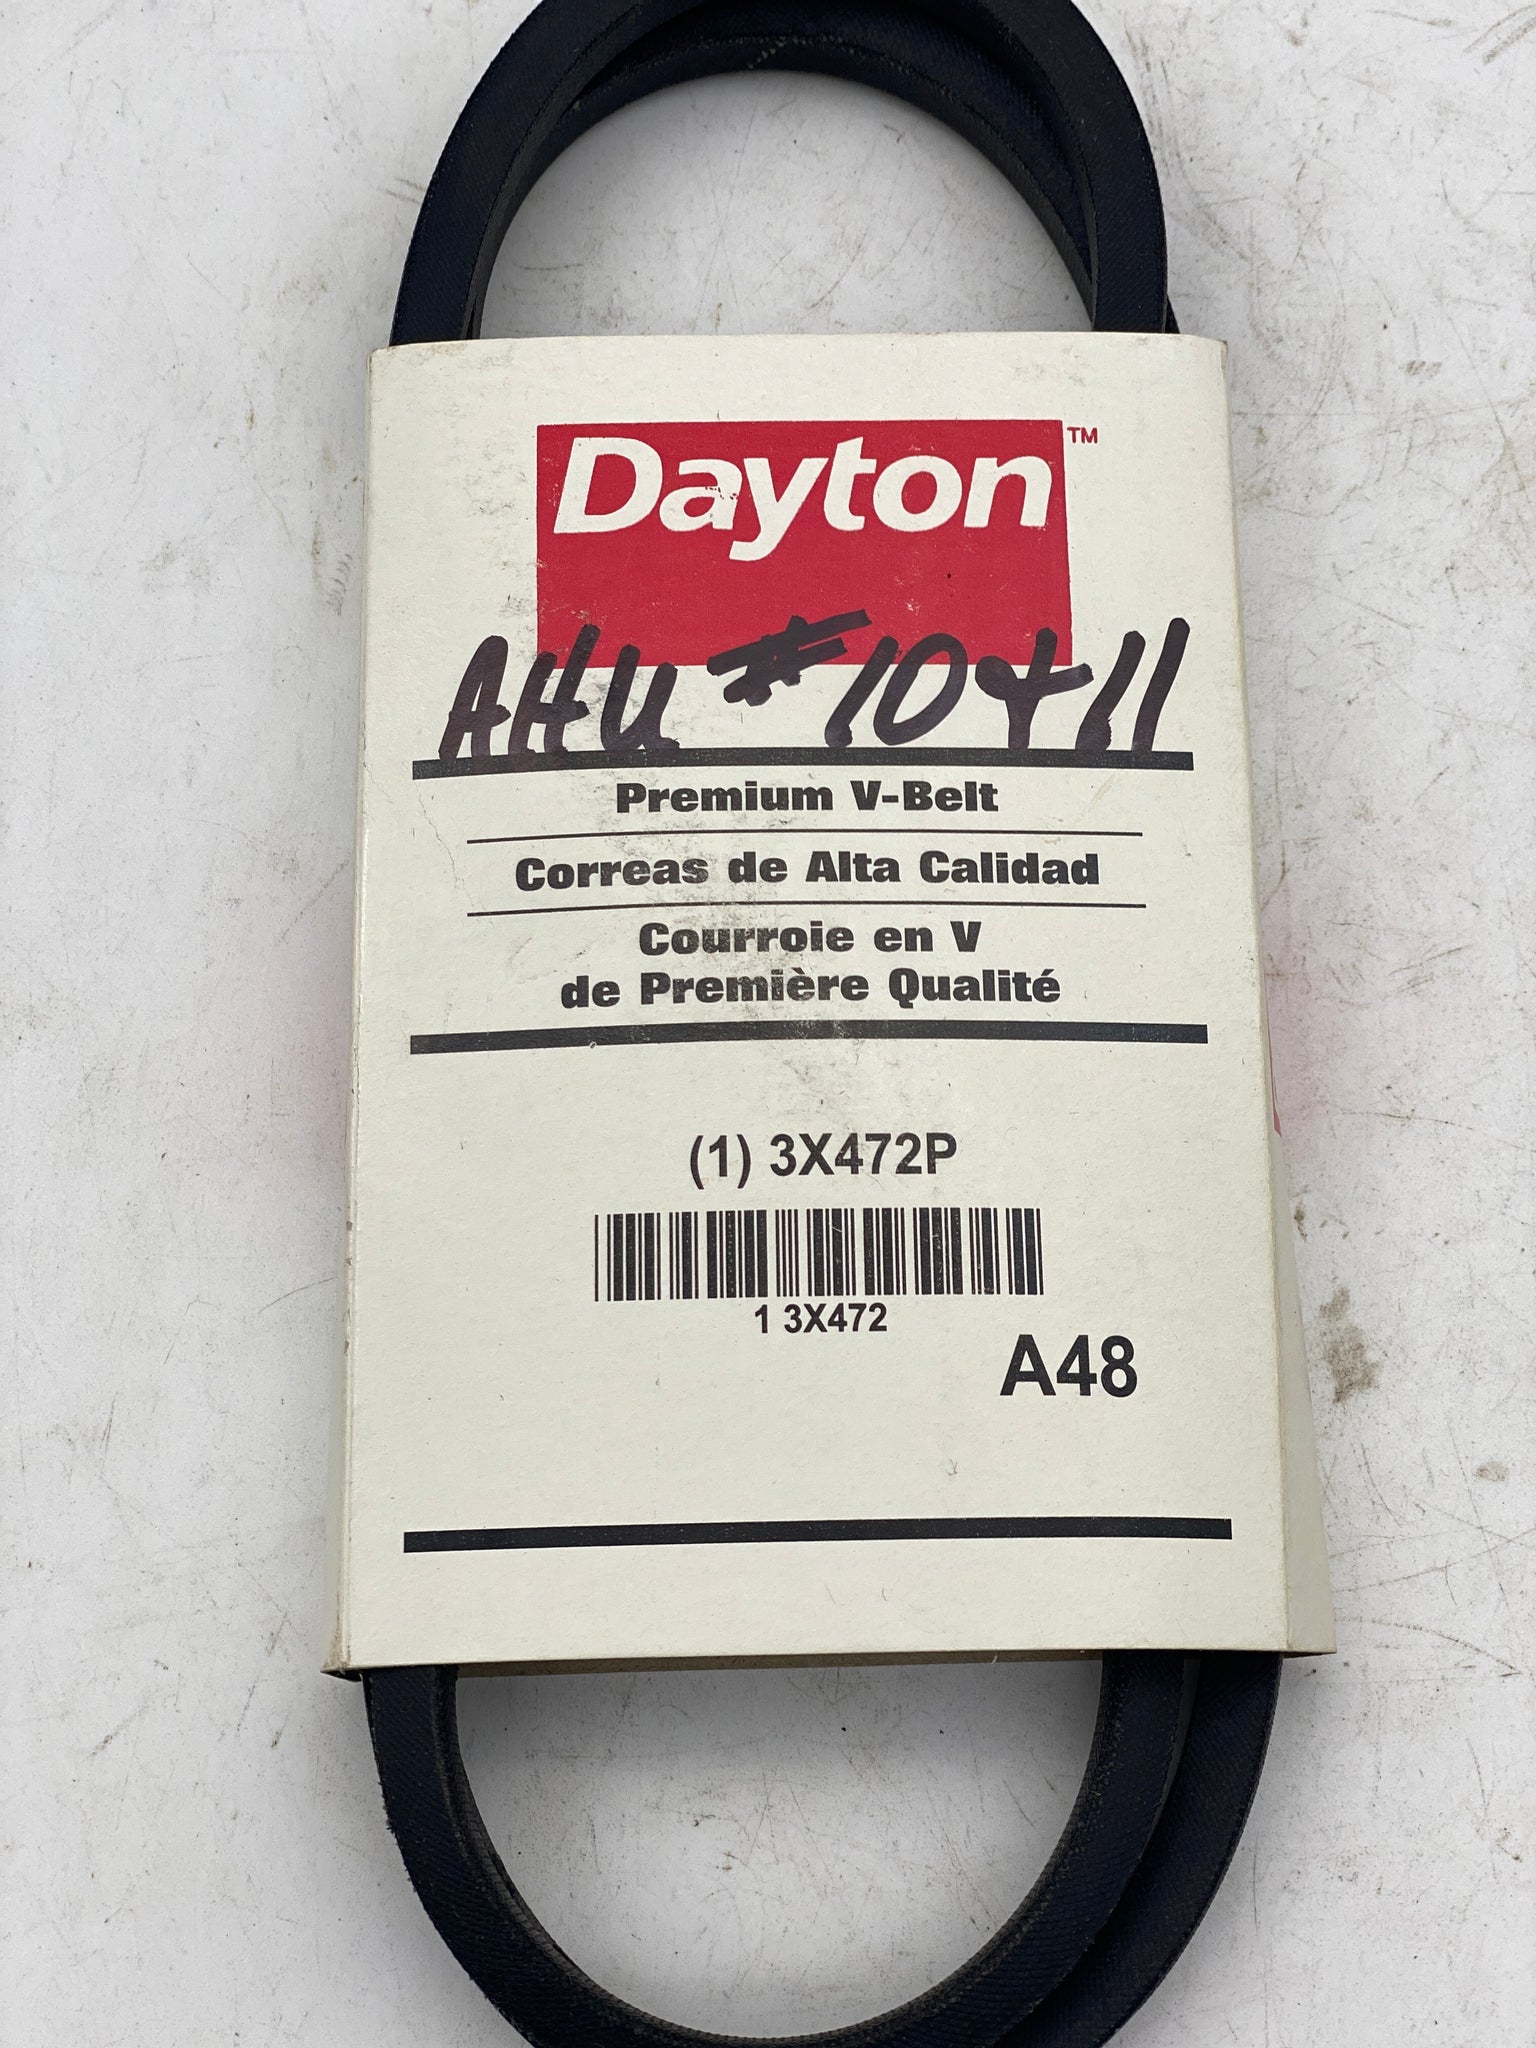 Dayton™
AHU #10 & 11
Premium V-Belt
Correas de Alta Calidad
Courroie en V
de Première Qualité
(1) 3X472P
1 3X472
A48